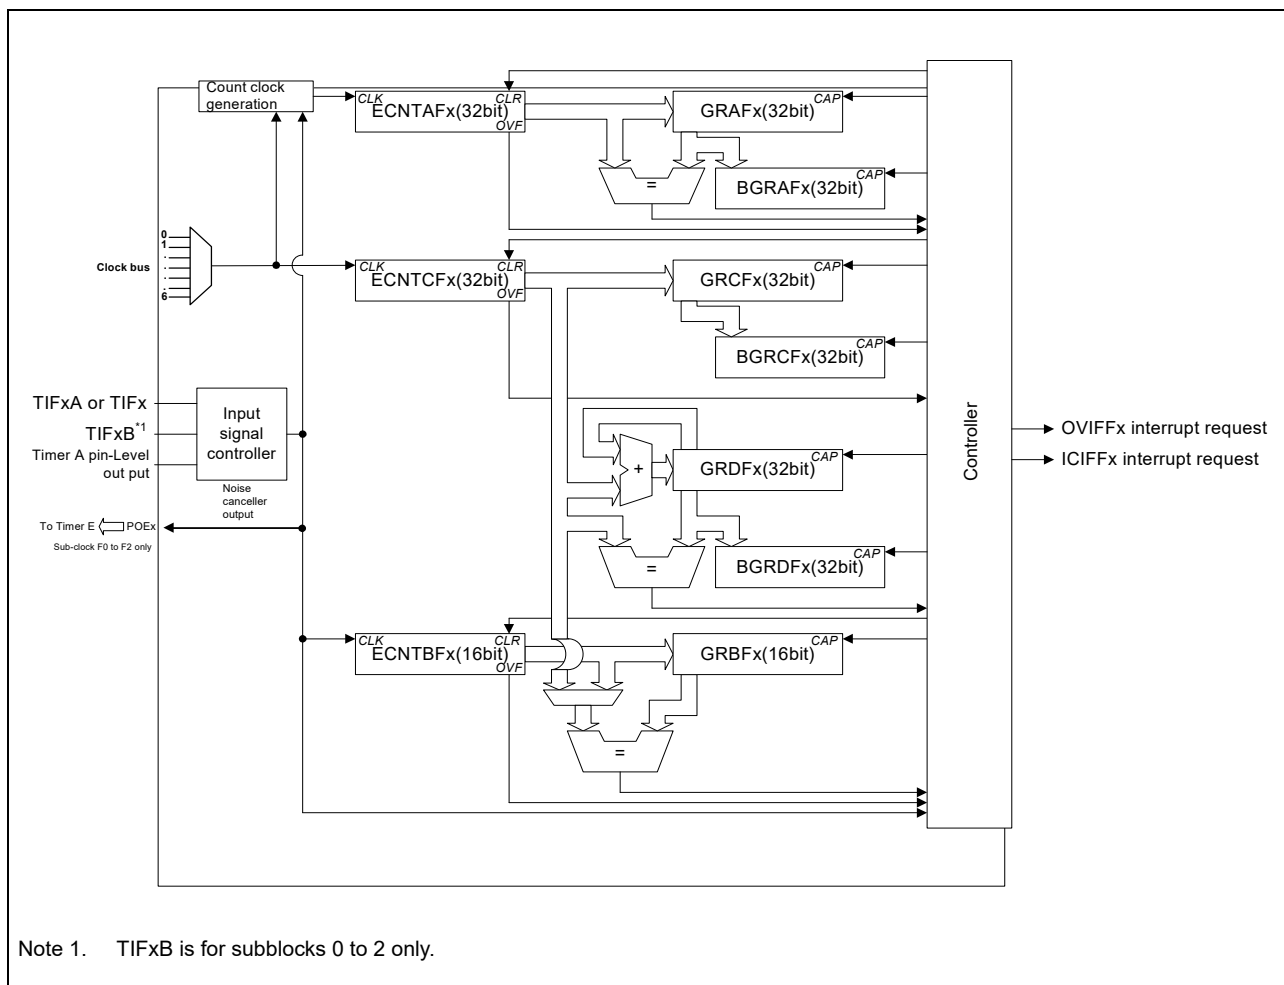 Count clock
generation
CLK
CLR
ECNTAFx(32bit)
OVF
CAP
GRAFx(32bit)
=
CAP
BGRAFx(32bit)
0
1
.
.
.
.
6
Clock bus
CLK
CLR
ECNTCFx(32bit)
OVF
CAP
GRCFx(32bit)
CAP
BGRCFx(32bit)
TIFxA or TIFx
TIFxB*1
Timer A pin-Level
out put
Input
signal
controller
Noise
canceller
output
To Timer E
POEx
Sub-clock F0 to F2 only
+
CAP
GRDFx(32bit)
=
CAP
BGRDFx(32bit)
CLK
CLR
ECNTBFx(16bit)
OVF
CAP
GRBFx(16bit)
=
Controller
OVIFFx interrupt request
ICIFFx interrupt request
Note 1. TIFxB is for subblocks 0 to 2 only.